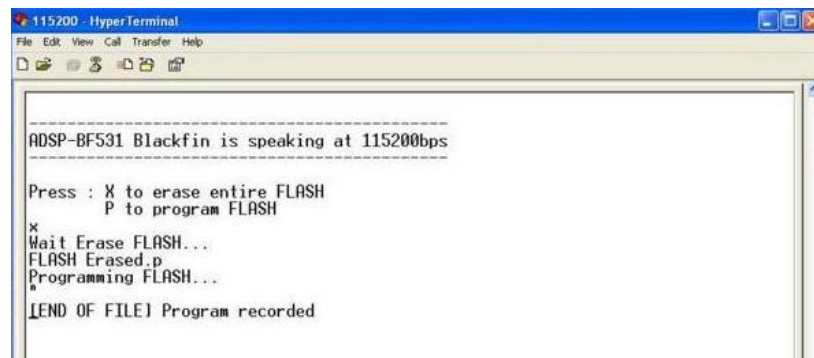 115200 - HyperTerminal
File Edit View Call Transfer Help
ADSP-BF531 Blackfin is speaking at 115200bps
Press : X to erase entire FLASH
P to program FLASH
x
Wait Erase FLASH...
FLASH Erased.p
Programming FLASH...
[END OF FILE] Program recorded